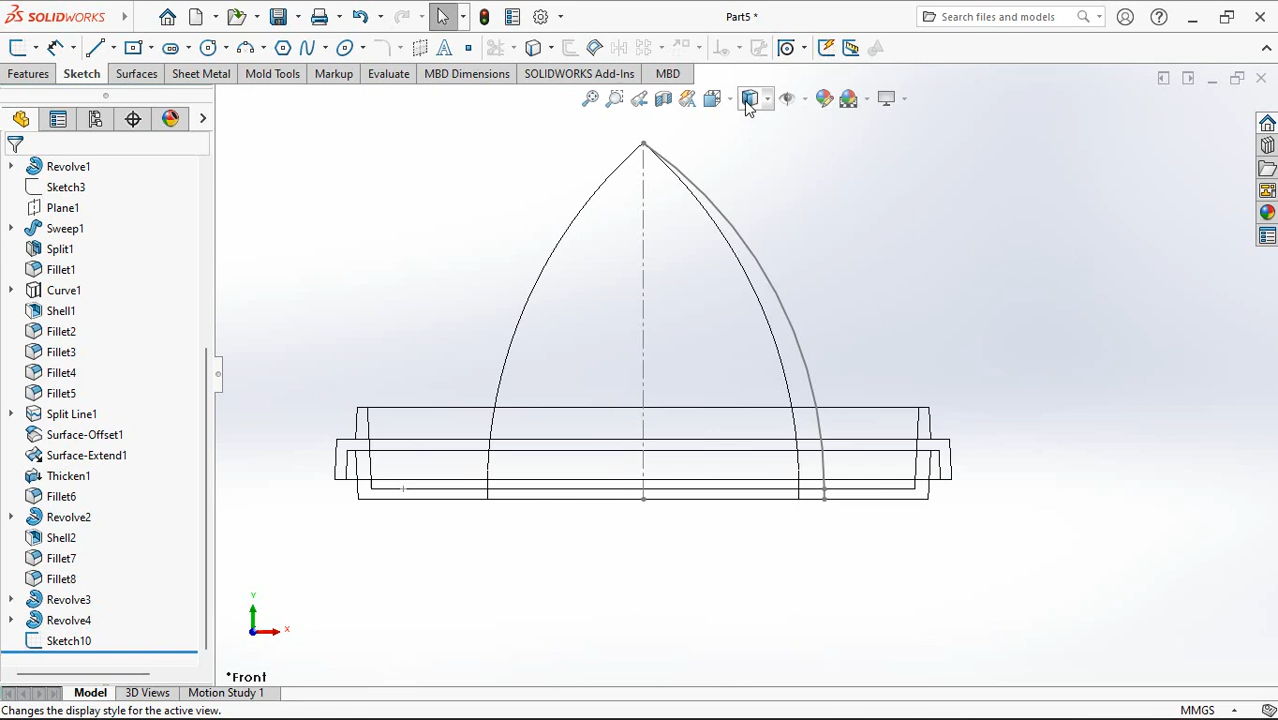 SOLIDWORKS
Part5 *
Search files and models
Features
Sketch
Surfaces
Sheet Metal
Mold Tools
Markup
Evaluate
MBD Dimensions
SOLIDWORKS Add-Ins
MBD
Revolve1
Sketch3
Plane1
Sweep1
Split1
Fillet1
Curve1
Shell1
Fillet2
Fillet3
Fillet4
Fillet5
Split Line1
Surface-Offset1
Surface-Extend1
Thicken1
Fillet6
Revolve2
Shell2
Fillet7
Fillet8
Revolve3
Revolve4
Sketch10
Y
X
*Front
Model
3D Views
Motion Study 1
Changes the display style for the active view.
MMGS